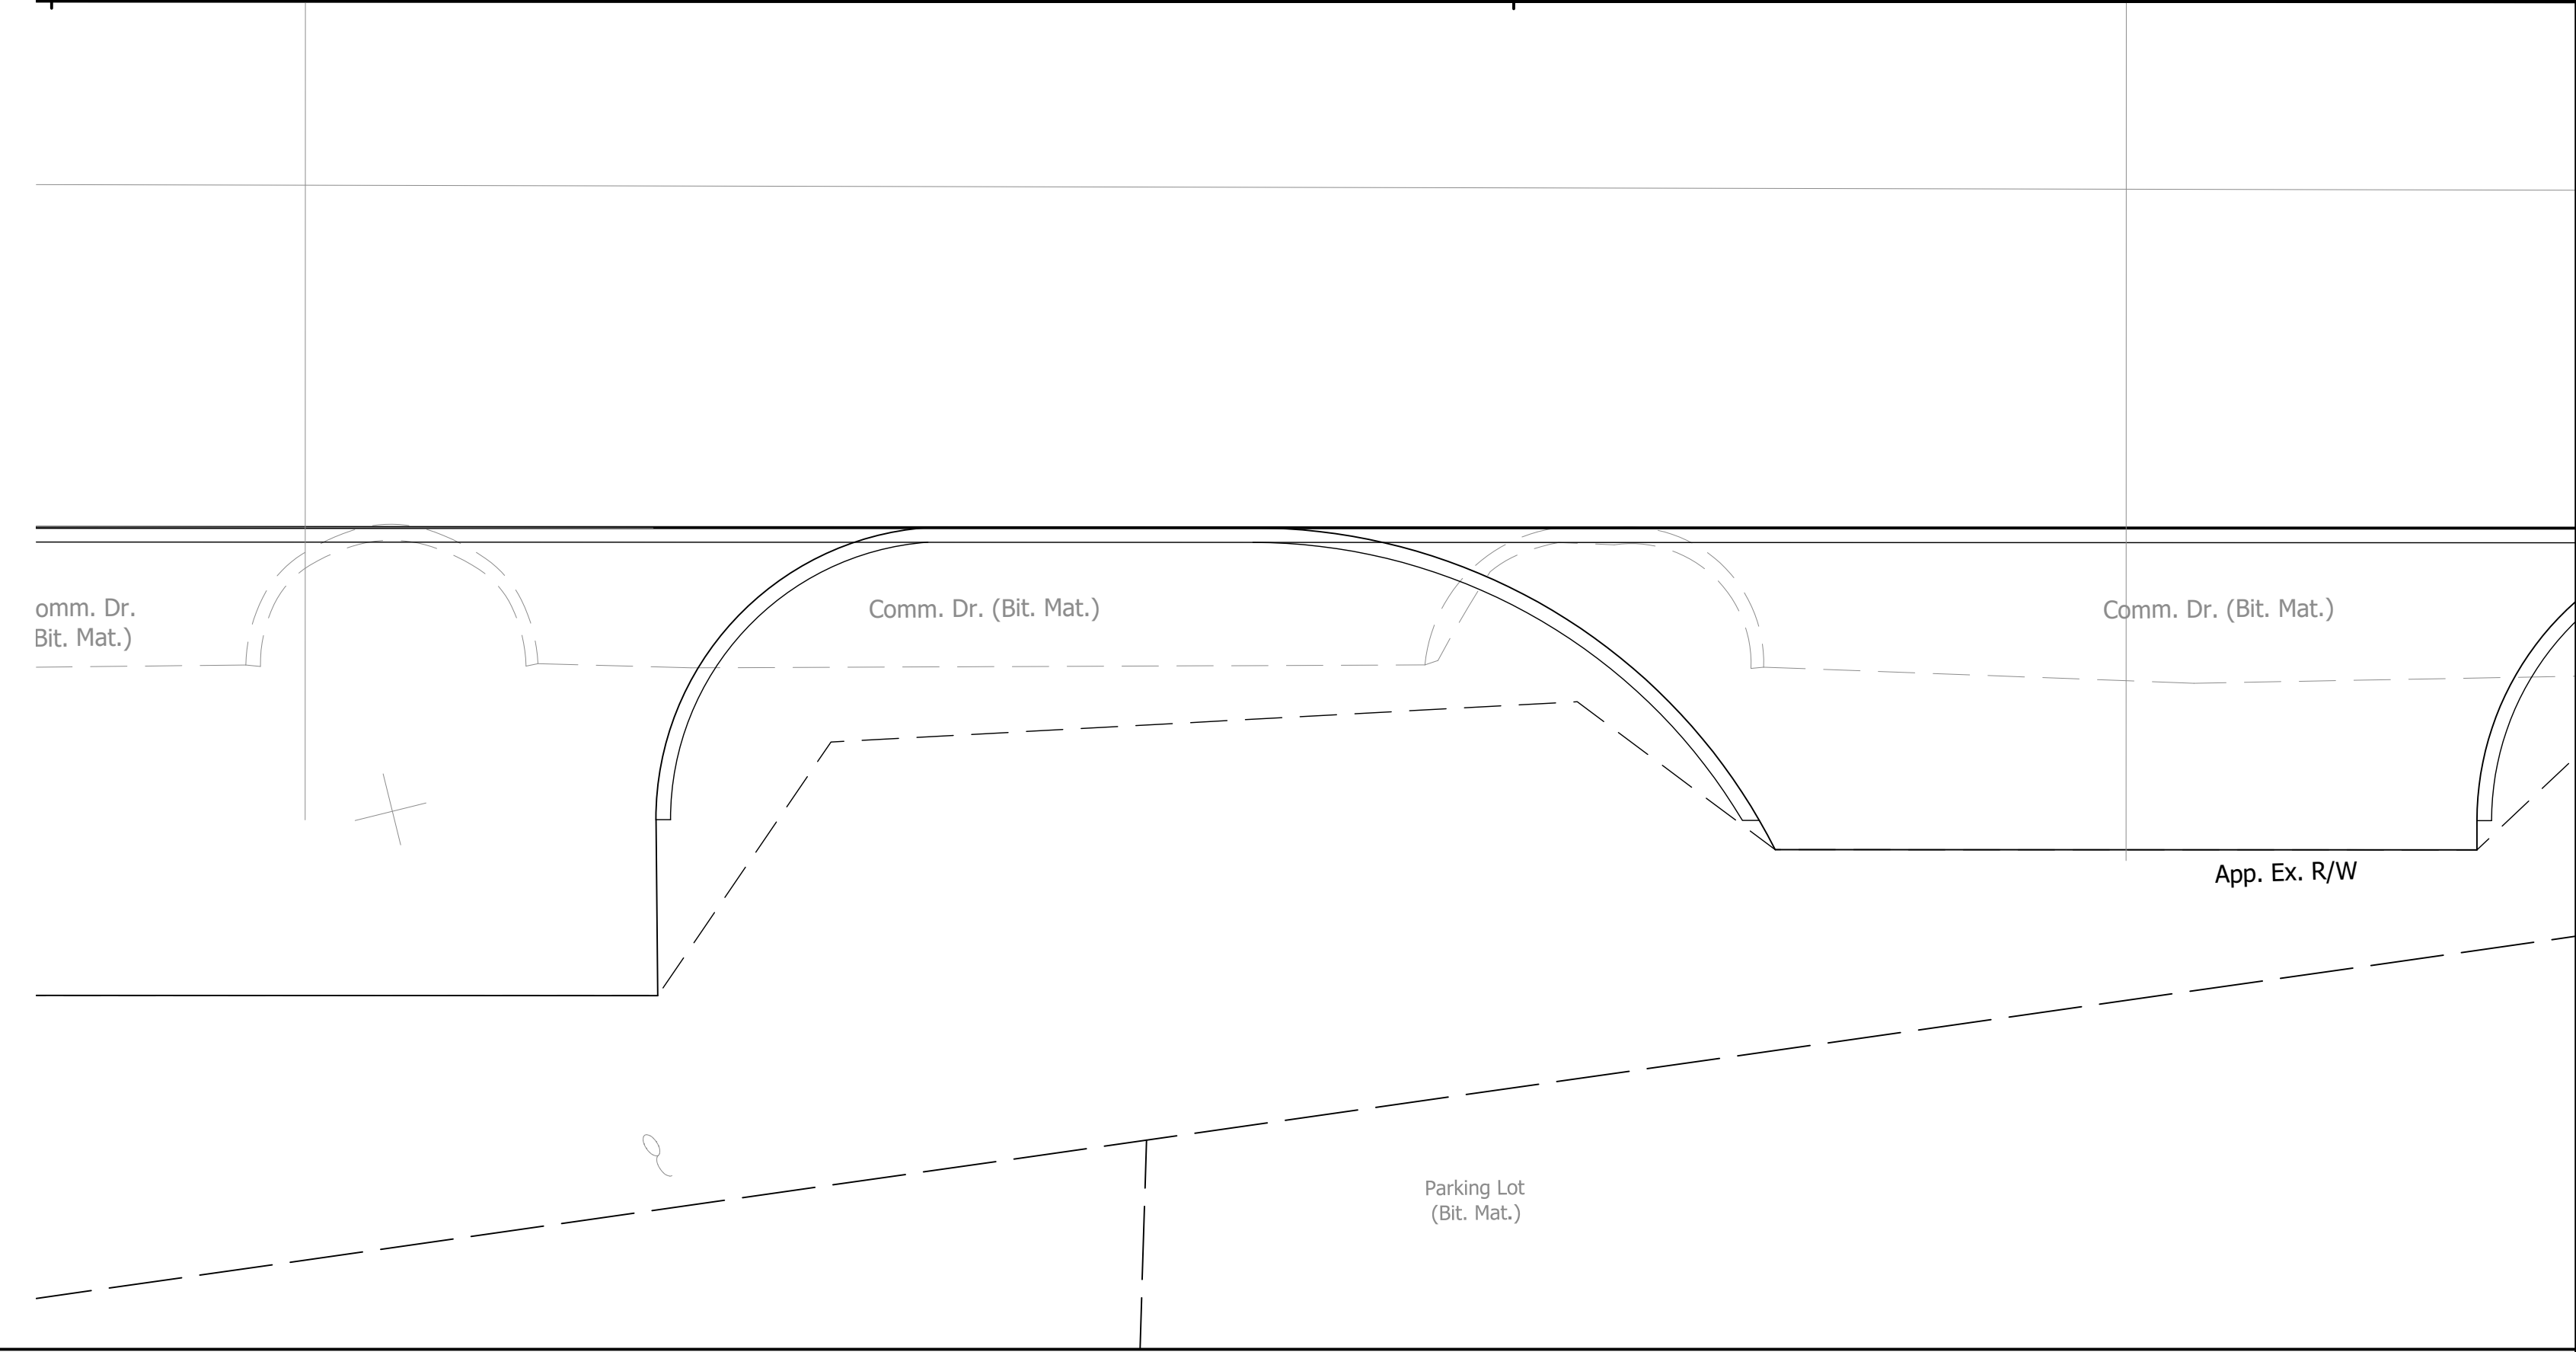 omm. Dr.
Bit. Mat.)
Comm. Dr. (Bit. Mat.)
Comm. Dr. (Bit. Mat.)
App. Ex. R/W
Parking Lot
(Bit. Mat.)